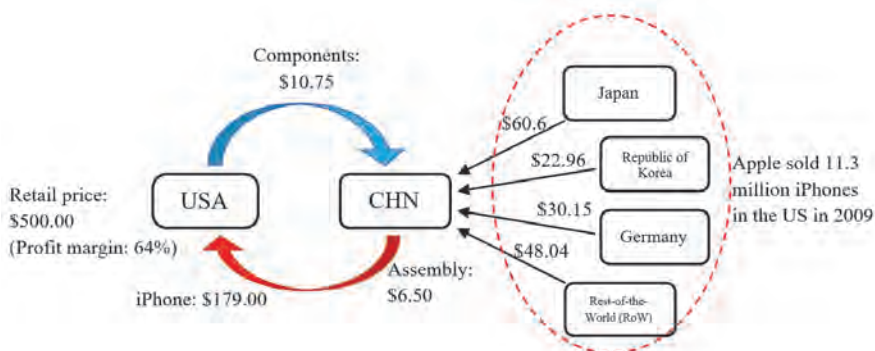 Components:
$10.75
Japan
$60.6
$22.96
Republic of
Korea
Apple sold 11.3
million iPhones
in the US in 2009
Retail price:
$500.00
(Profit margin: 64%)
USA
CHN
$30.15
Germany
$48.04
Assembly:
$6.50
iPhone: $179.00
Rest-of-the-
World (RoW)